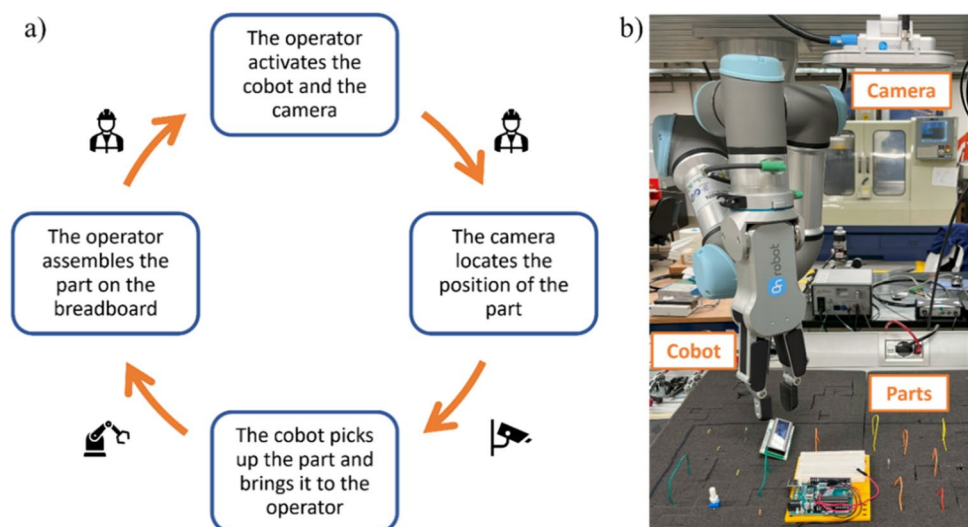 a)
The operator
activates the
cobot and the
camera
The camera
locates the
position of the
part
The cobot picks
up the part and
brings it to the
operator
The operator
assembles the
part on the
breadboard
b)
Camera
robot
Cobot
Parts